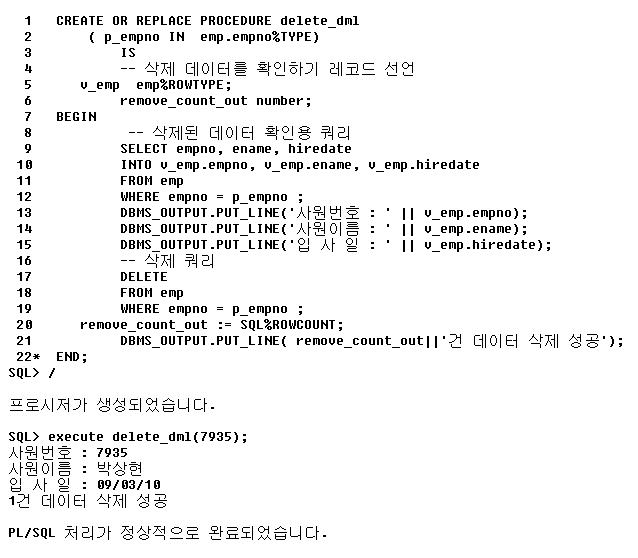 1 CREATE OR REPLACE PROCEDURE delete_dml
2 ( p_empno IN emp.empno%TYPE)
3 IS
4 -- 삭제 데이터를 확인하기 레코드 선언
5 v_emp emp%ROWTYPE;
6 remove_count_out number;
7 BEGIN
8 -- 삭제된 데이터 확인용 쿼리
9 SELECT empno, ename, hiredate
10 INTO v_emp.empno, v_emp.ename, v_emp.hiredate
11 FROM emp
12 WHERE empno = p_empno ;
13 DBMS_OUTPUT.PUT_LINE('사원번호 : ' || v_emp.empno);
14 DBMS_OUTPUT.PUT_LINE('사원이름 : ' || v_emp.ename);
15 DBMS_OUTPUT.PUT_LINE('입 사 일 : ' || v_emp.hiredate);
16 -- 삭제 쿼리
17 DELETE
18 FROM emp
19 WHERE empno = p_empno ;
20 remove_count_out := SQL%ROWCOUNT;
21 DBMS_OUTPUT.PUT_LINE( remove_count_out||'건 데이터 삭제 성공');
22* END;
SQL> /
프로시저가 생성되었습니다.
SQL> execute delete_dml(7935);
사원번호 : 7935
사원이름 : 박상현
입 사 일 : 09/03/10
1건 데이터 삭제 성공
PL/SQL 처리가 정상적으로 완료되었습니다.